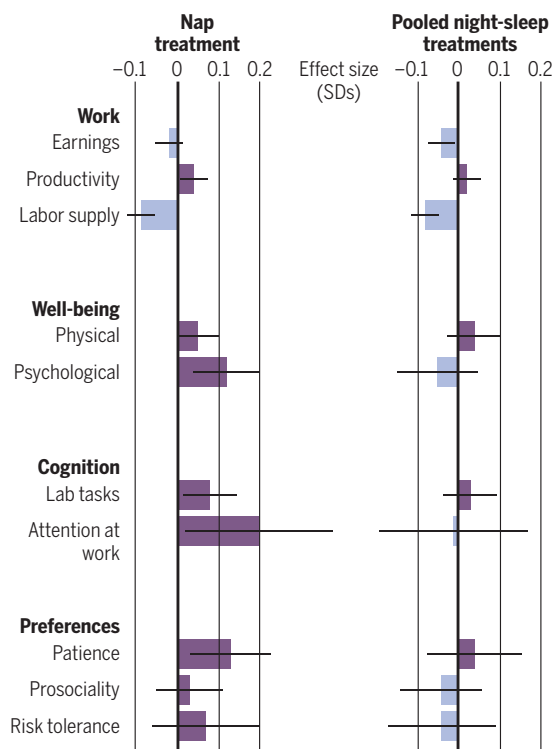 Nap
treatment
Pooled night-sleep
treatments
–0.1 0 0.1 0.2 Effect size –0.1 0 0.1 0.2
(SDs)
Work
Earnings
Productivity
Labor supply
Well-being
Physical
Psychological
Cognition
Lab tasks
Attention at
work
Preferences
Patience
Prosociality
Risk tolerance